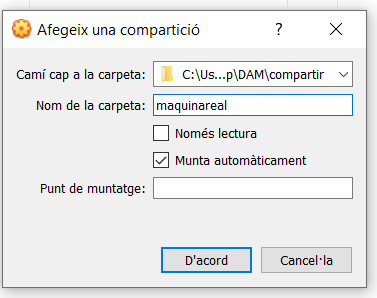 Afegeix una compartició
Camí cap a la carpeta: C:\Us...p\DAM\compartir
Nom de la carpeta: maquinareal
Només lectura
Munta automàticament
Punt de muntatge:
D'acord Cancel·la